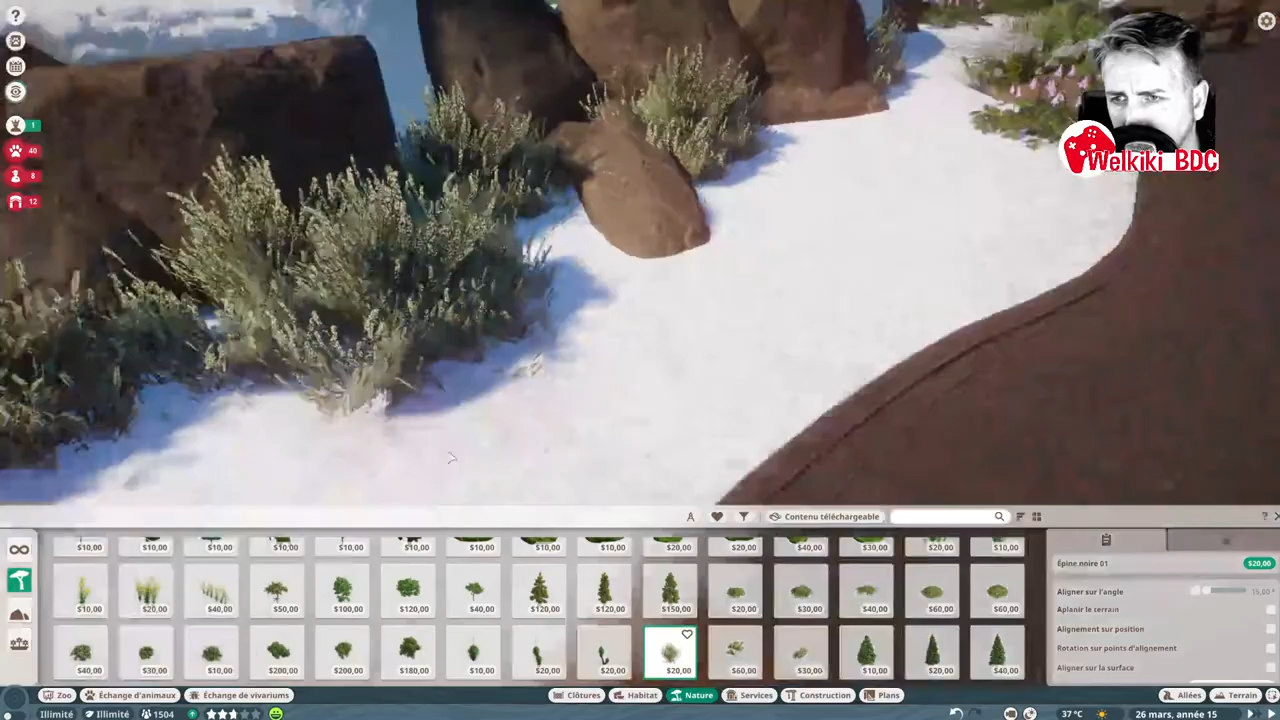 ?
1
40
8
12
Welkiki BDC
A
Contenu téléchargeable
?
$10,00 $10,00 $10,00 $10,00 $10,00 $10,00 $10,00 $10,00 $10,00 $20,00 $20,00 $40,00 $30,00 $20,00 $10,00
$10,00 $20,00 $40,00 $50,00 $100,00 $120,00 $40,00 $120,00 $120,00 $150,00 $20,00 $30,00 $40,00 $60,00 $60,00
$40,00 $30,00 $10,00 $200,00 $200,00 $180,00 $10,00 $20,00 $20,00 $20,00 $60,00 $30,00 $10,00 $20,00 $40,00
Épine noire 01 $20,00
Aligner sur l'angle 15,00°
Aplanir le terrain
Alignement sur position
Rotation sur points d'alignement
Aligner sur la surface
Zoo Échange d'animaux Échange de vivariums Clôtures Habitat Nature Services Construction Plans Allées Terrain
Illimité Illimité 1504 37 °C 26 mars, année 15